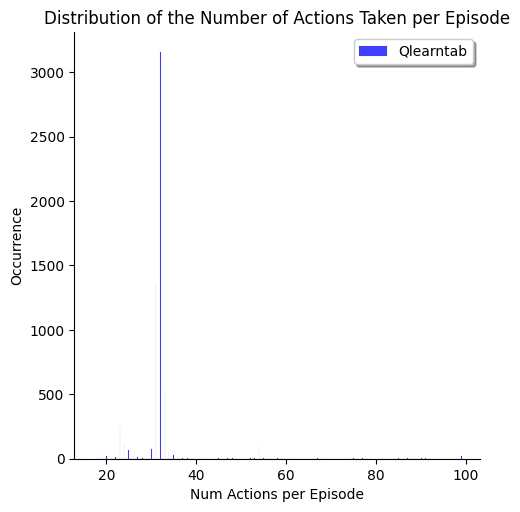 Distribution of the Number of Actions Taken per Episode
Qlearntab
3000
2500
2000
1500
1000
500
0
20 40 60 80 100
Occurrence
Num Actions per Episode